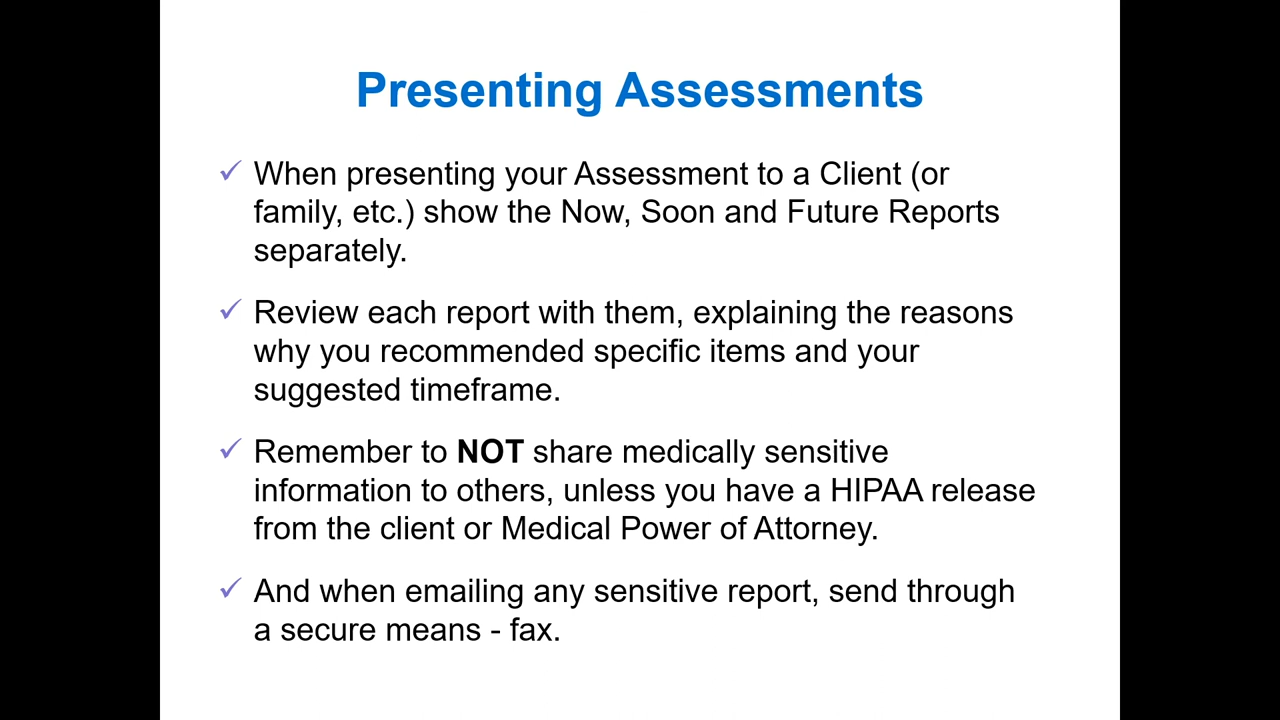 Presenting Assessments
✓ When presenting your Assessment to a Client (or
family, etc.) show the Now, Soon and Future Reports
separately.
✓ Review each report with them, explaining the reasons
why you recommended specific items and your
suggested timeframe.
✓ Remember to NOT share medically sensitive
information to others, unless you have a HIPAA release
from the client or Medical Power of Attorney.
✓ And when emailing any sensitive report, send through
a secure means - fax.